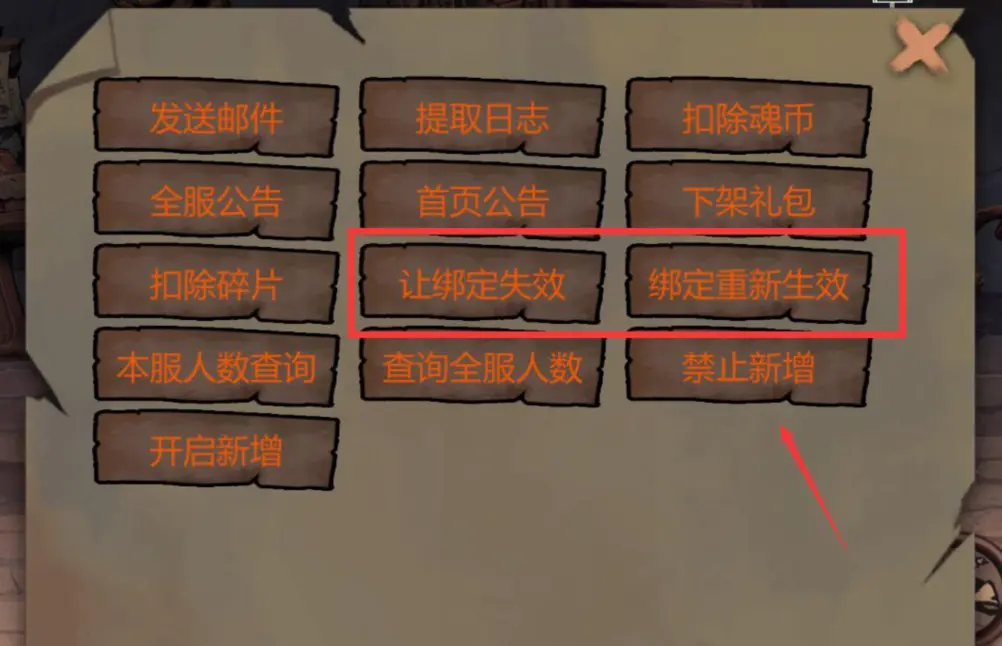 发送邮件 提取日志 扣除魂币
全服公告 首页公告 下架礼包
扣除碎片 让绑定失效 绑定重新生效
本服人数查询 查询全服人数 禁止新增
开启新增